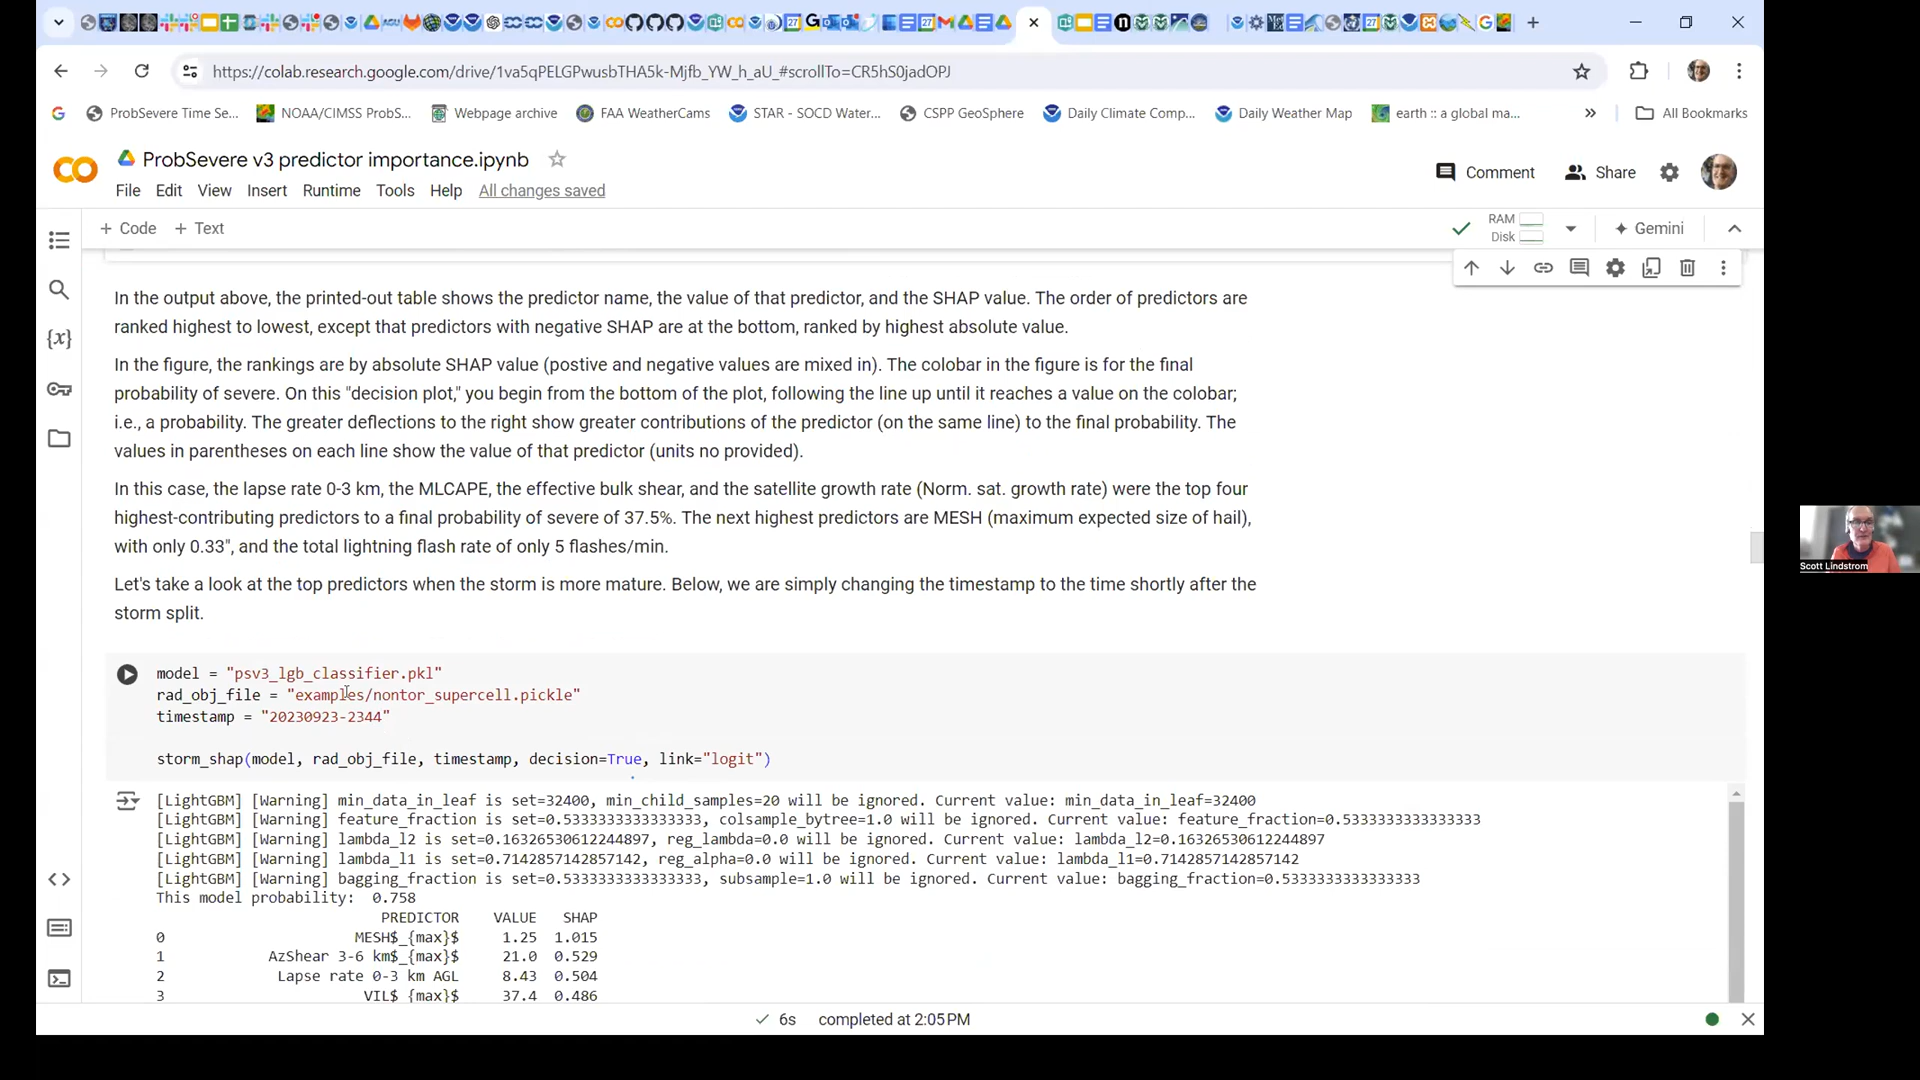 https://colab.research.google.com/drive/1va5qPELGPwusbTHA5k-Mjfb_YW_h_aU_#scrollTo=CR5hS0jadOPJ
ProbSevere Time Se... NOAA/CIMSS ProbS... Webpage archive FAA WeatherCams STAR - SOCD Water... CSPP GeoSphere Daily Climate Comp... Daily Weather Map earth :: a global ma... » All Bookmarks
ProbSevere v3 predictor importance.ipynb
Comment Share
File Edit View Insert Runtime Tools Help All changes saved
+ Code + Text
RAM
Disk
Gemini
In the output above, the printed-out table shows the predictor name, the value of that predictor, and the SHAP value. The order of predictors are
ranked highest to lowest, except that predictors with negative SHAP are at the bottom, ranked by highest absolute value.
In the figure, the rankings are by absolute SHAP value (postive and negative values are mixed in). The colobar in the figure is for the final
probability of severe. On this "decision plot," you begin from the bottom of the plot, following the line up until it reaches a value on the colobar;
i.e., a probability. The greater deflections to the right show greater contributions of the predictor (on the same line) to the final probability. The
values in parentheses on each line show the value of that predictor (units no provided).
In this case, the lapse rate 0-3 km, the MLCAPE, the effective bulk shear, and the satellite growth rate (Norm. sat. growth rate) were the top four
highest-contributing predictors to a final probability of severe of 37.5%. The next highest predictors are MESH (maximum expected size of hail),
with only 0.33", and the total lightning flash rate of only 5 flashes/min.
Let's take a look at the top predictors when the storm is more mature. Below, we are simply changing the timestamp to the time shortly after the
storm split.
model = "psv3_lgb_classifier.pkl"
rad_obj_file = "examples/nontor_supercell.pickle"
timestamp = "20230923-2344"
storm_shap(model, rad_obj_file, timestamp, decision=True, link="logit")
[LightGBM] [Warning] min_data_in_leaf is set=32400, min_child_samples=20 will be ignored. Current value: min_data_in_leaf=32400
[LightGBM] [Warning] feature_fraction is set=0.5333333333333333, colsample_bytree=1.0 will be ignored. Current value: feature_fraction=0.5333333333333333
[LightGBM] [Warning] lambda_l2 is set=0.16326530612244897, reg_lambda=0.0 will be ignored. Current value: lambda_l2=0.16326530612244897
[LightGBM] [Warning] lambda_l1 is set=0.7142857142857142, reg_alpha=0.0 will be ignored. Current value: lambda_l1=0.7142857142857142
[LightGBM] [Warning] bagging_fraction is set=0.5333333333333333, subsample=1.0 will be ignored. Current value: bagging_fraction=0.5333333333333333
This model probability: 0.758
PREDICTOR VALUE SHAP
0 MESH$_{max}$ 1.25 1.015
1 AzShear 3-6 km$_{max}$ 21.0 0.529
2 Lapse rate 0-3 km AGL 8.43 0.504
3 VIL$_{max}$ 37.4 0.486
6s completed at 2:05 PM
Scott Lindstrom